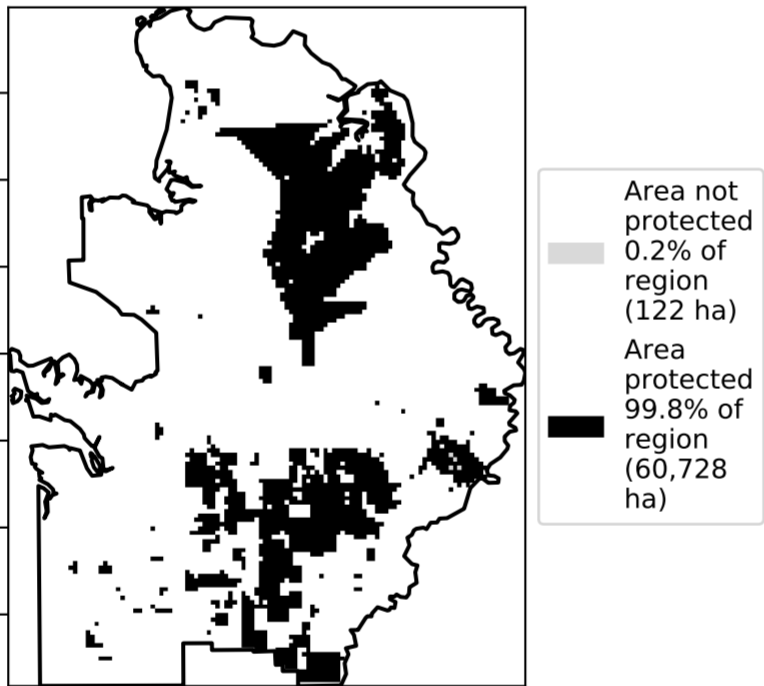 Area not
protected
0.2% of
region
(122 ha)
Area
protected
99.8% of
region
(60,728
ha)